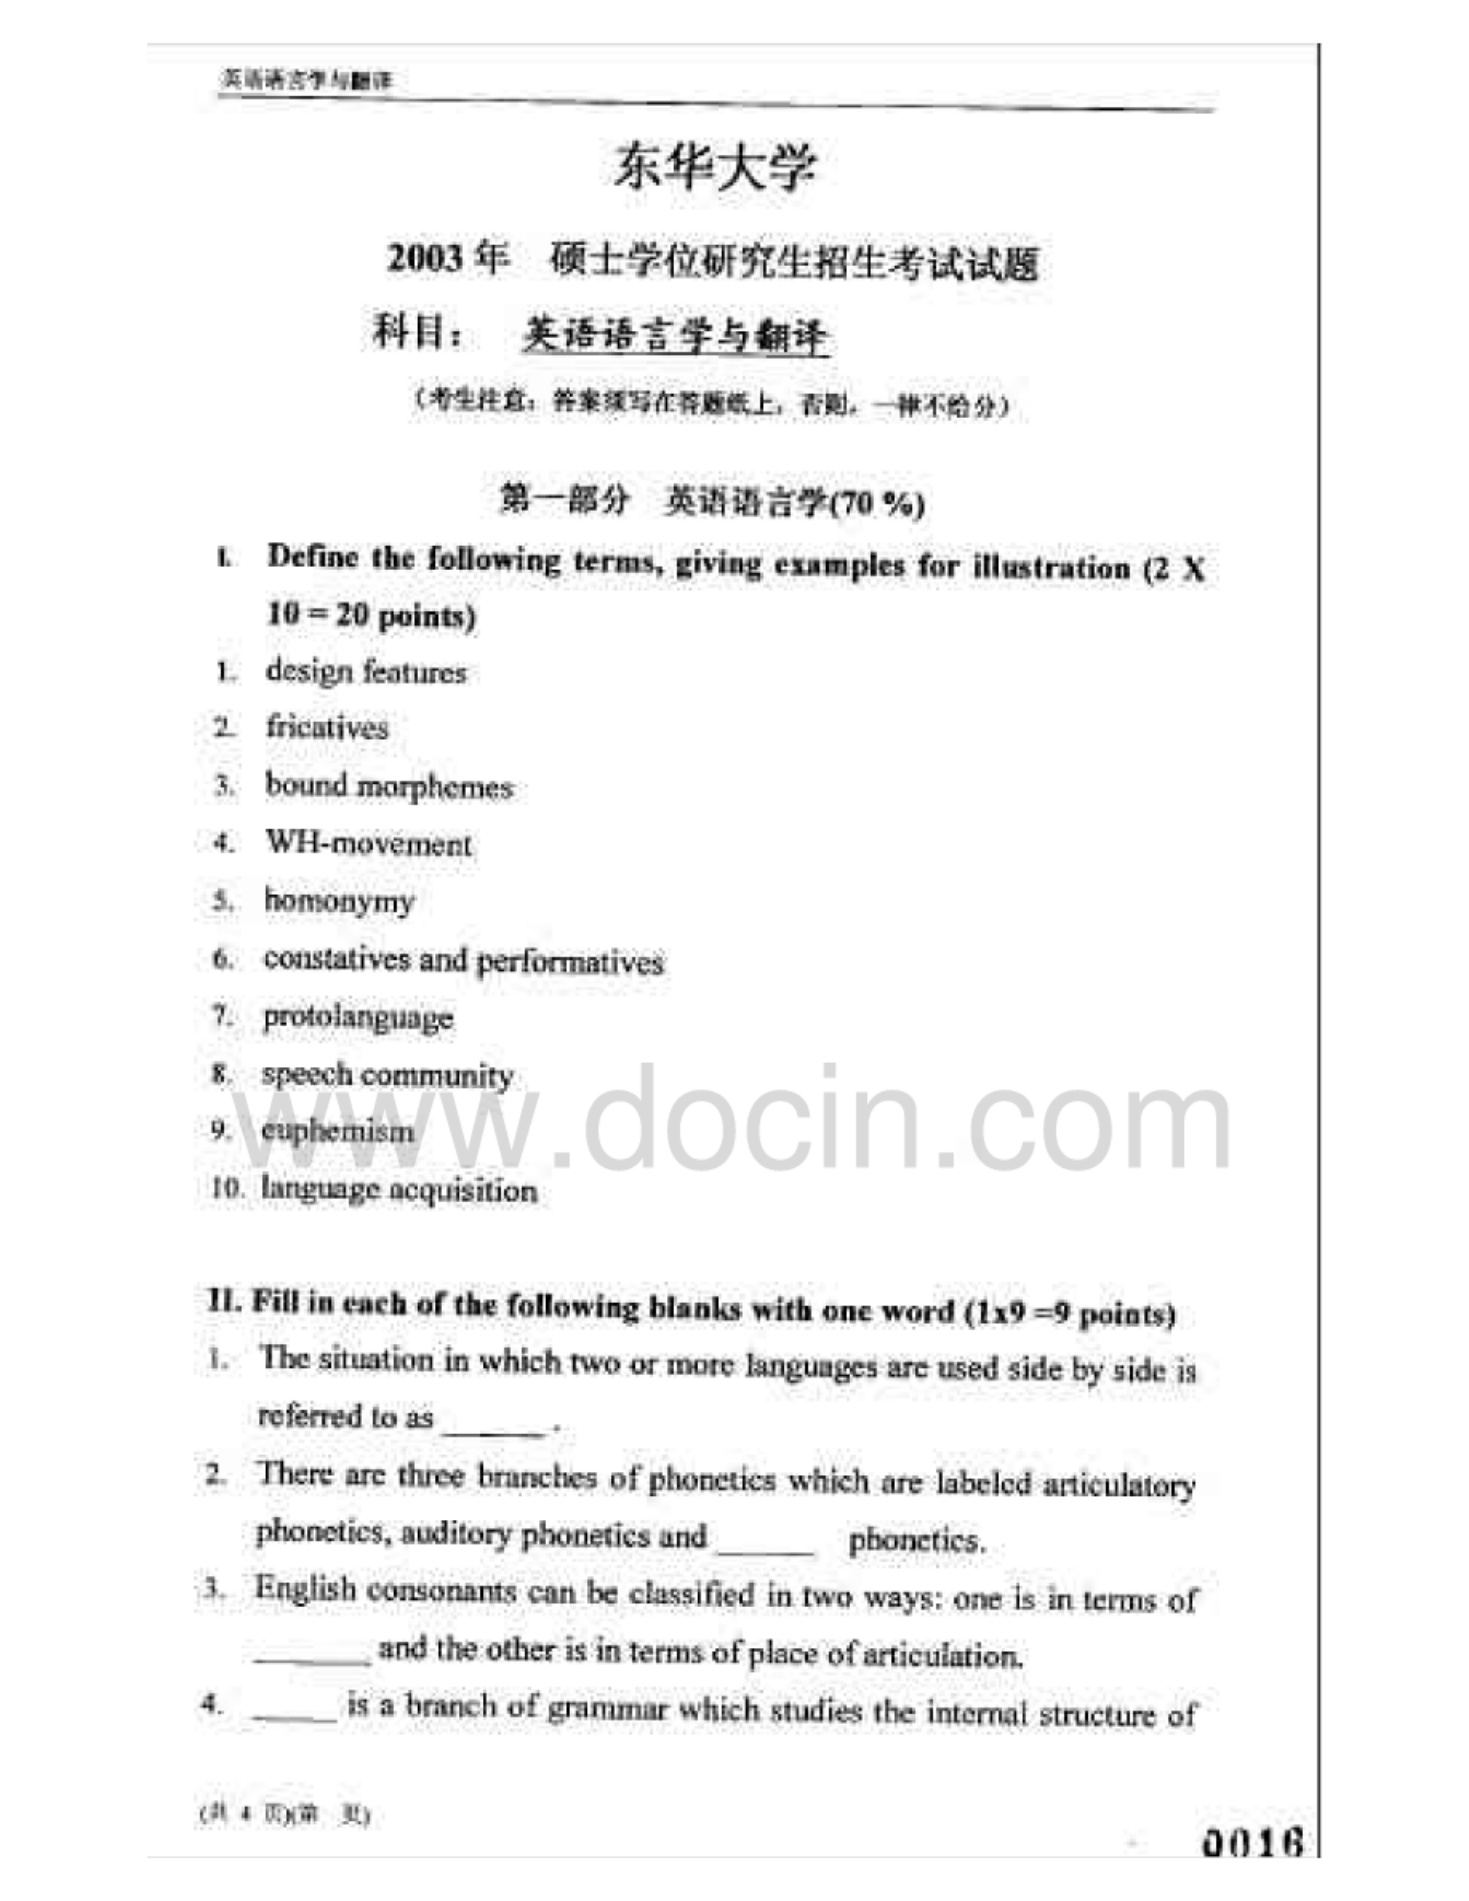 英语语言学与翻译
东华大学
2003年 硕士学位研究生招生考试试题
科目： 英语语言学与翻译
（考生注意：答案须写在答题纸上，否则，一律不给分）
第一部分 英语语言学(70 %)
I. Define the following terms, giving examples for illustration (2 X
10 = 20 points)
1. design features
2. fricatives
3. bound morphemes
4. WH-movement
5. homonymy
6. constatives and performatives
7. protolanguage
8. speech community
www.docin.com
9. euphemism
10. language acquisition
II. Fill in each of the following blanks with one word (1x9 =9 points)
1. The situation in which two or more languages are used side by side is
referred to as ______ .
2. There are three branches of phonetics which are labeled articulatory
phonetics, auditory phonetics and ______ phonetics.
3. English consonants can be classified in two ways: one is in terms of
______ and the other is in terms of place of articulation.
4. ______ is a branch of grammar which studies the internal structure of
(共 4 页)(第 页)
0016